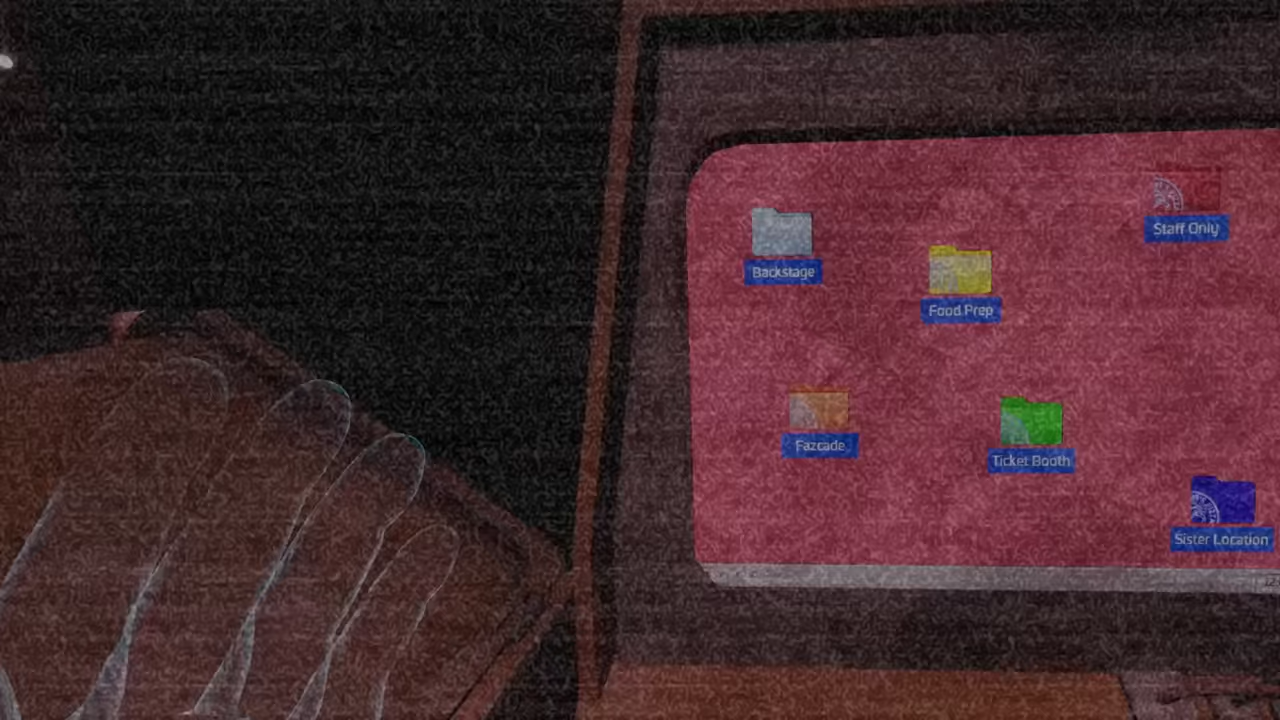 Staff Only
Backstage
Food Prep
Fazcade
Ticket Booth
Sister Location